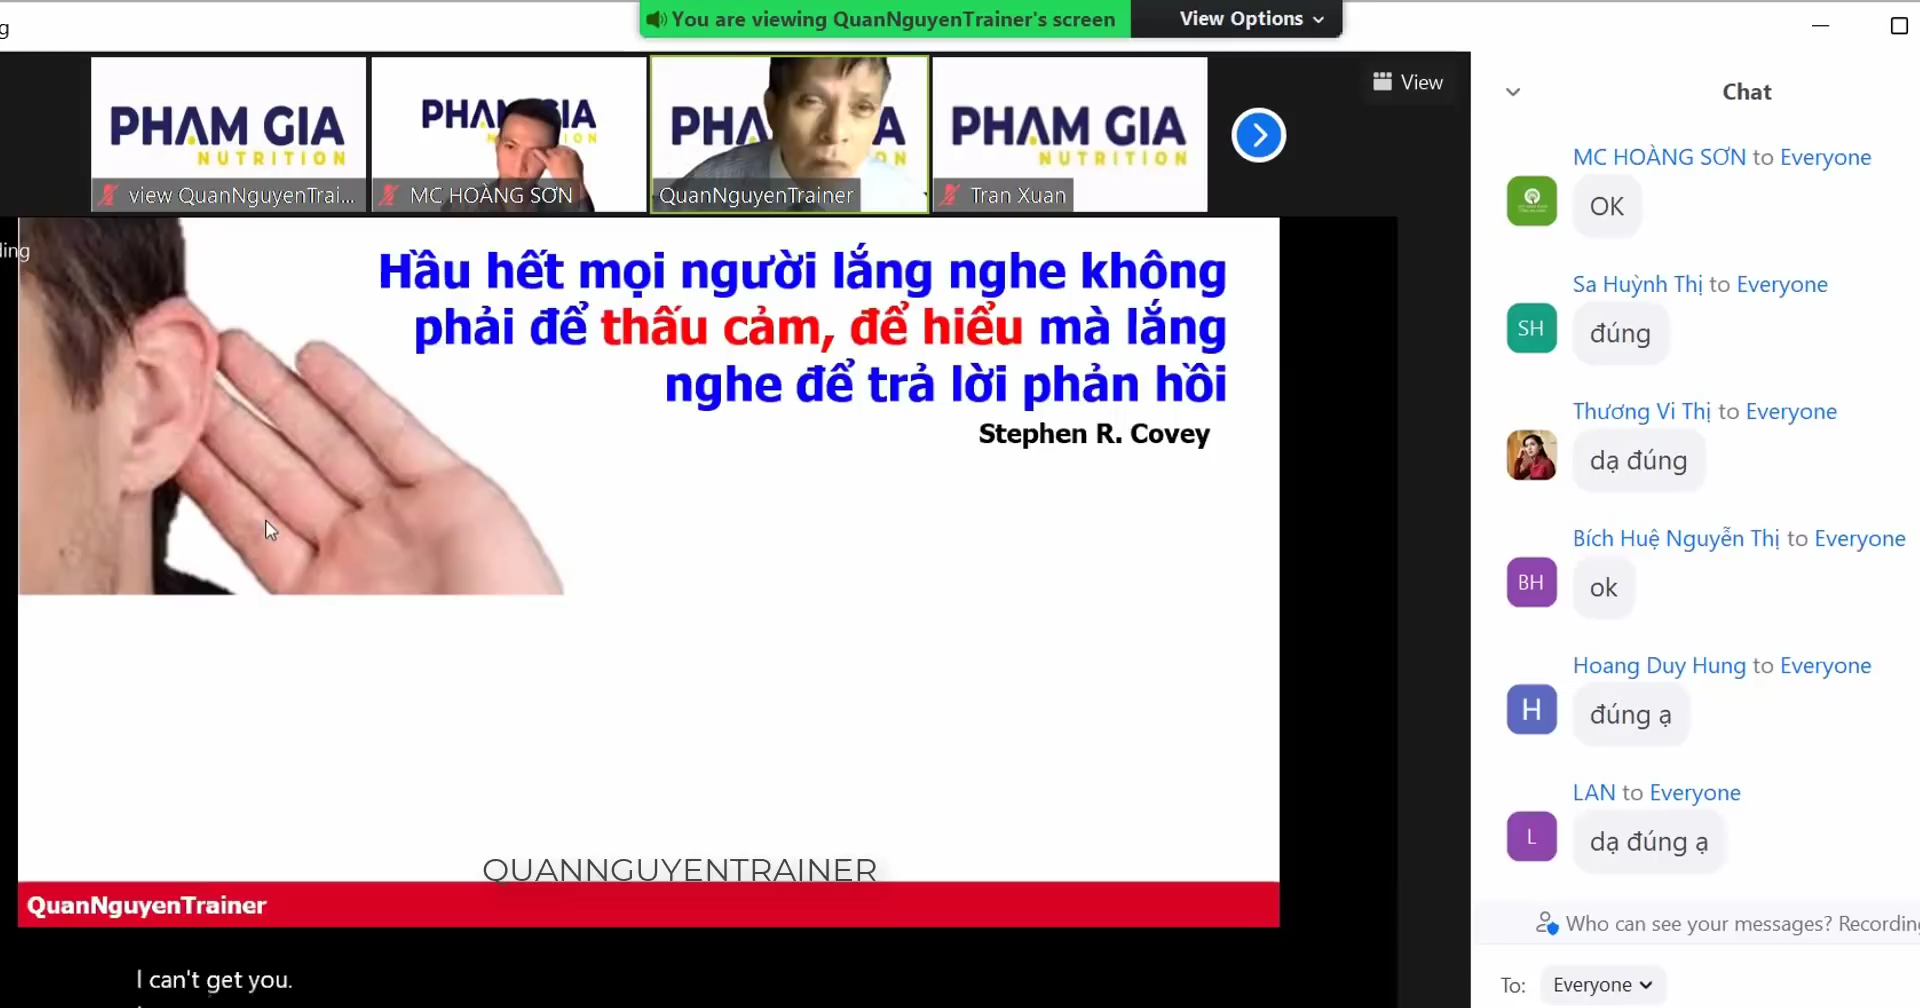 g
You are viewing QuanNguyenTrainer's screen
View Options
View
PHAM GIA
NUTRITION
view QuanNguyenTrai...
MC HOÀNG SƠN
QuanNguyenTrainer
PHAM GIA
NUTRITION
Tran Xuan
ding
Hầu hết mọi người lắng nghe không
phải để thấu cảm, để hiểu mà lắng
nghe để trả lời phản hồi
Stephen R. Covey
QUANNGUYENTRAINER
QuanNguyenTrainer
I can't get you.
Chat
MC HOÀNG SƠN to Everyone
OK
Sa Huỳnh Thị to Everyone
SH
đúng
Thương Vi Thị to Everyone
dạ đúng
Bích Huệ Nguyễn Thị to Everyone
BH
ok
Hoang Duy Hung to Everyone
H
đúng ạ
LAN to Everyone
L
dạ đúng ạ
Who can see your messages? Recording
To: Everyone